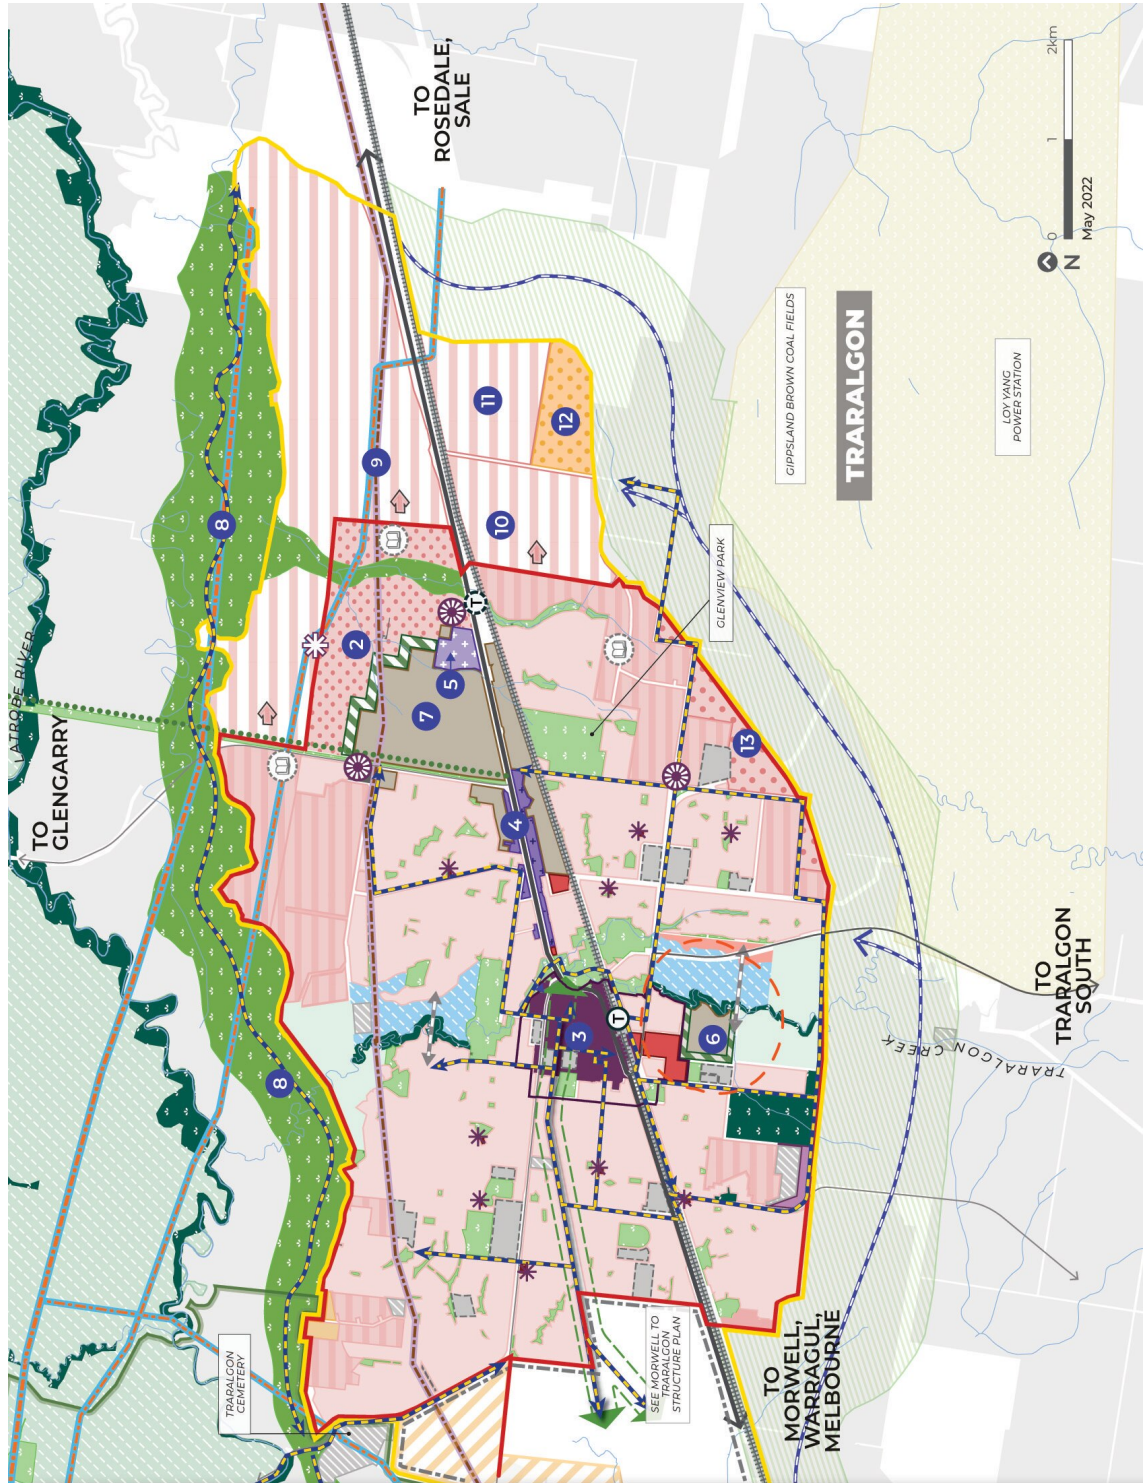 TO
ROSEDALE,
SALE
LATROBE RIVER
TO
GLENGARRY
8
9
11
12
10
2
5
7
T
4
13
3
T
6
8
GLENVIEW PARK
GIPPSLAND BROWN COAL FIELDS
TRARALGON
LOY YANG
POWER STATION
0
1
2km
May 2022
N
TO
TRARALGON
SOUTH
TRARALGON CREEK
TRARALGON
CEMETERY
SEE MORWELL TO
TRARALGON
STRUCTURE PLAN
TO
MORWELL,
WARRAGUL,
MELBOURNE